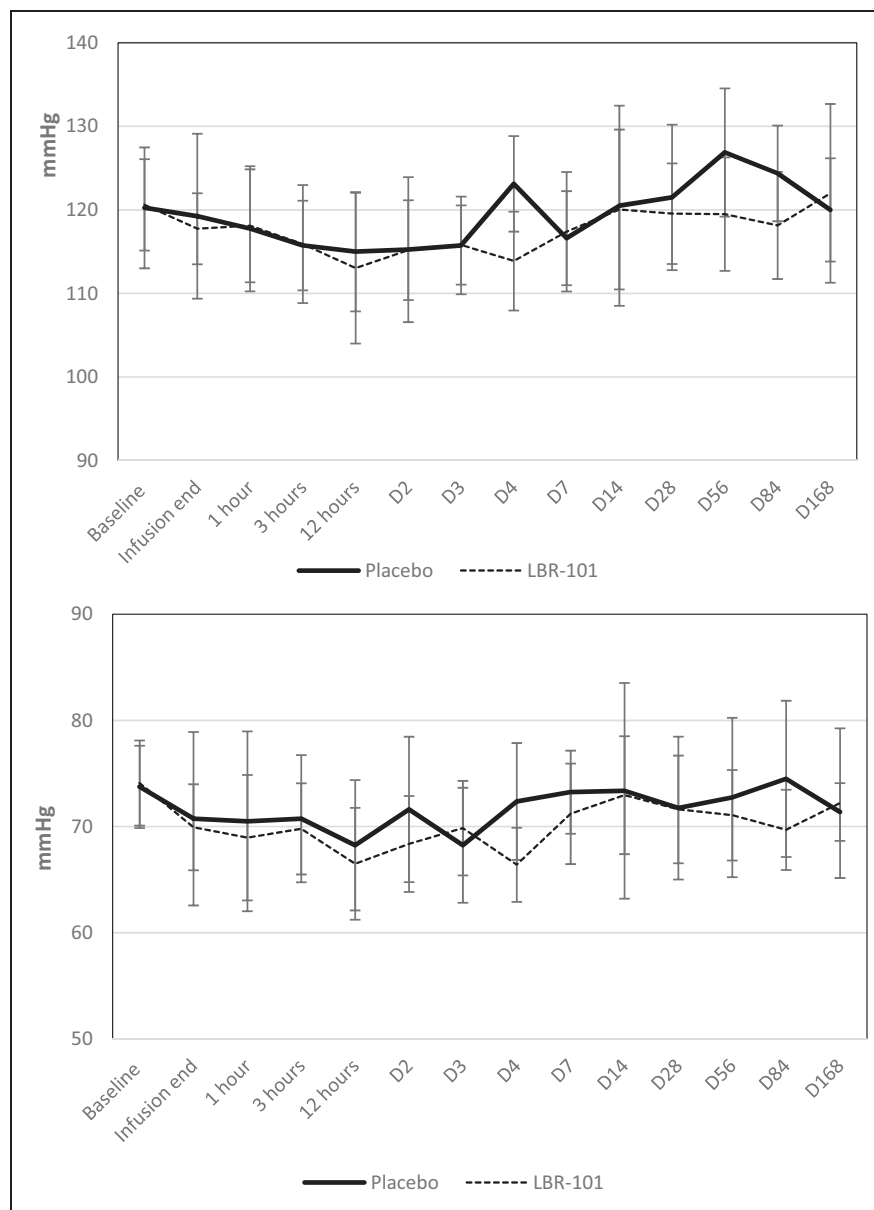 140
130
120
110
100
90
mmHg
Baseline
Infusion end
1 hour
3 hours
12 hours
D2
D3
D4
D7
D14
D28
D56
D84
D168
Placebo LBR-101
90
80
70
60
50
mmHg
Baseline
Infusion end
1 hour
3 hours
12 hours
D2
D3
D4
D7
D14
D28
D56
D84
D168
Placebo LBR-101